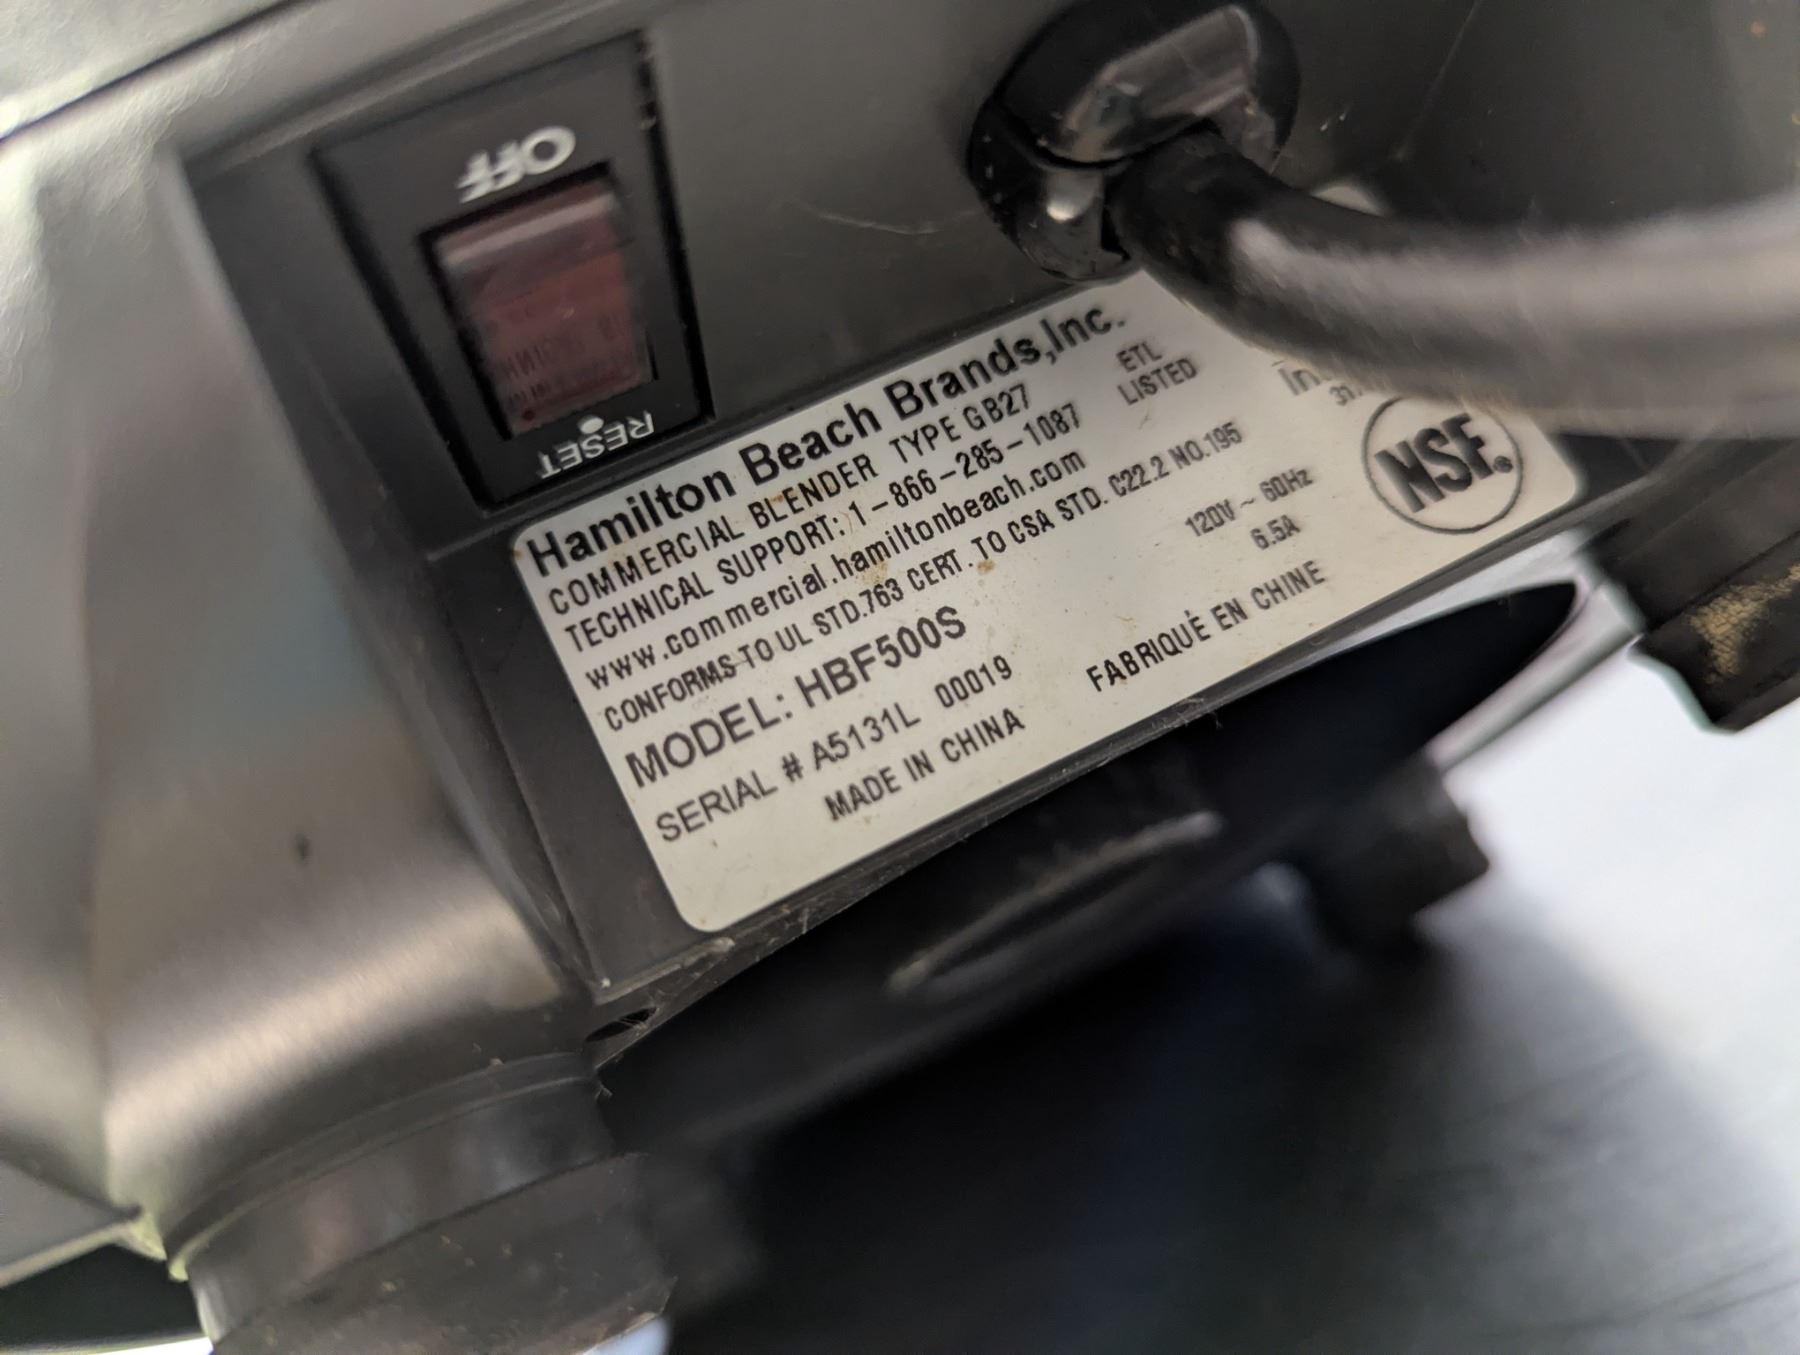 OFF
RESET
Hamilton Beach Brands,Inc.
COMMERCIAL BLENDER TYPE GB27
TECHNICAL SUPPORT: 1-866-285-1087
www.commercial.hamiltonbeach.com
CONFORMS TO UL STD.763 CERT. TO CSA STD. C22.2 NO.195
MODEL: HBF500S
SERIAL # A5131L 00019
MADE IN CHINA
FABRIQUÈ EN CHINE
ETL
LISTED
120V ~ 60Hz
6.5A
NSF®